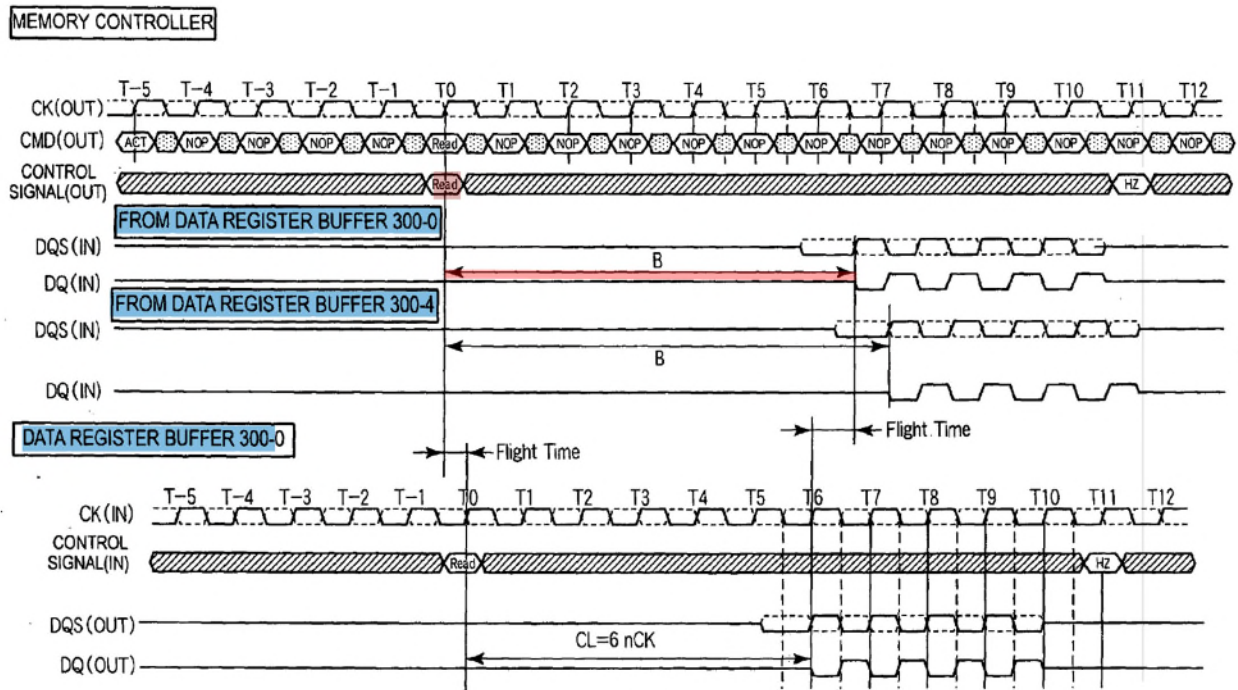 MEMORY CONTROLLER
T-5 T-4 T-3 T-2 T-1 T0 T1 T2 T3 T4 T5 T6 T7 T8 T9 T10 T11 T12
CK(OUT)
CMD(OUT) ACT NOP NOP NOP NOP Read NOP NOP NOP NOP NOP NOP NOP NOP NOP NOP NOP NOP
CONTROL
SIGNAL(OUT) Read HZ
FROM DATA REGISTER BUFFER 300-0
DQS(IN)
B
DQ(IN)
FROM DATA REGISTER BUFFER 300-4
DQS(IN)
B
DQ(IN)
Flight Time
DATA REGISTER BUFFER 300-0
Flight Time
T-5 T-4 T-3 T-2 T-1 T0 T1 T2 T3 T4 T5 T6 T7 T8 T9 T10 T11 T12
CK(IN)
CONTROL
SIGNAL(IN) Read HZ
DQS(OUT)
CL=6 nCK
DQ(OUT)